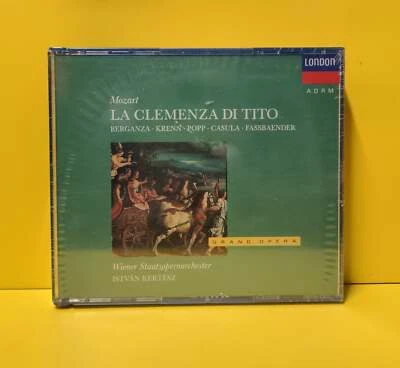 LONDON
ADRM
Mozart
LA CLEMENZA DI TITO
BERGANZA · KRENN · POPP · CASULA · FASSBAENDER
GRAND OPERA
Wiener Staatsopernorchester
ISTVÁN KERTÉSZ